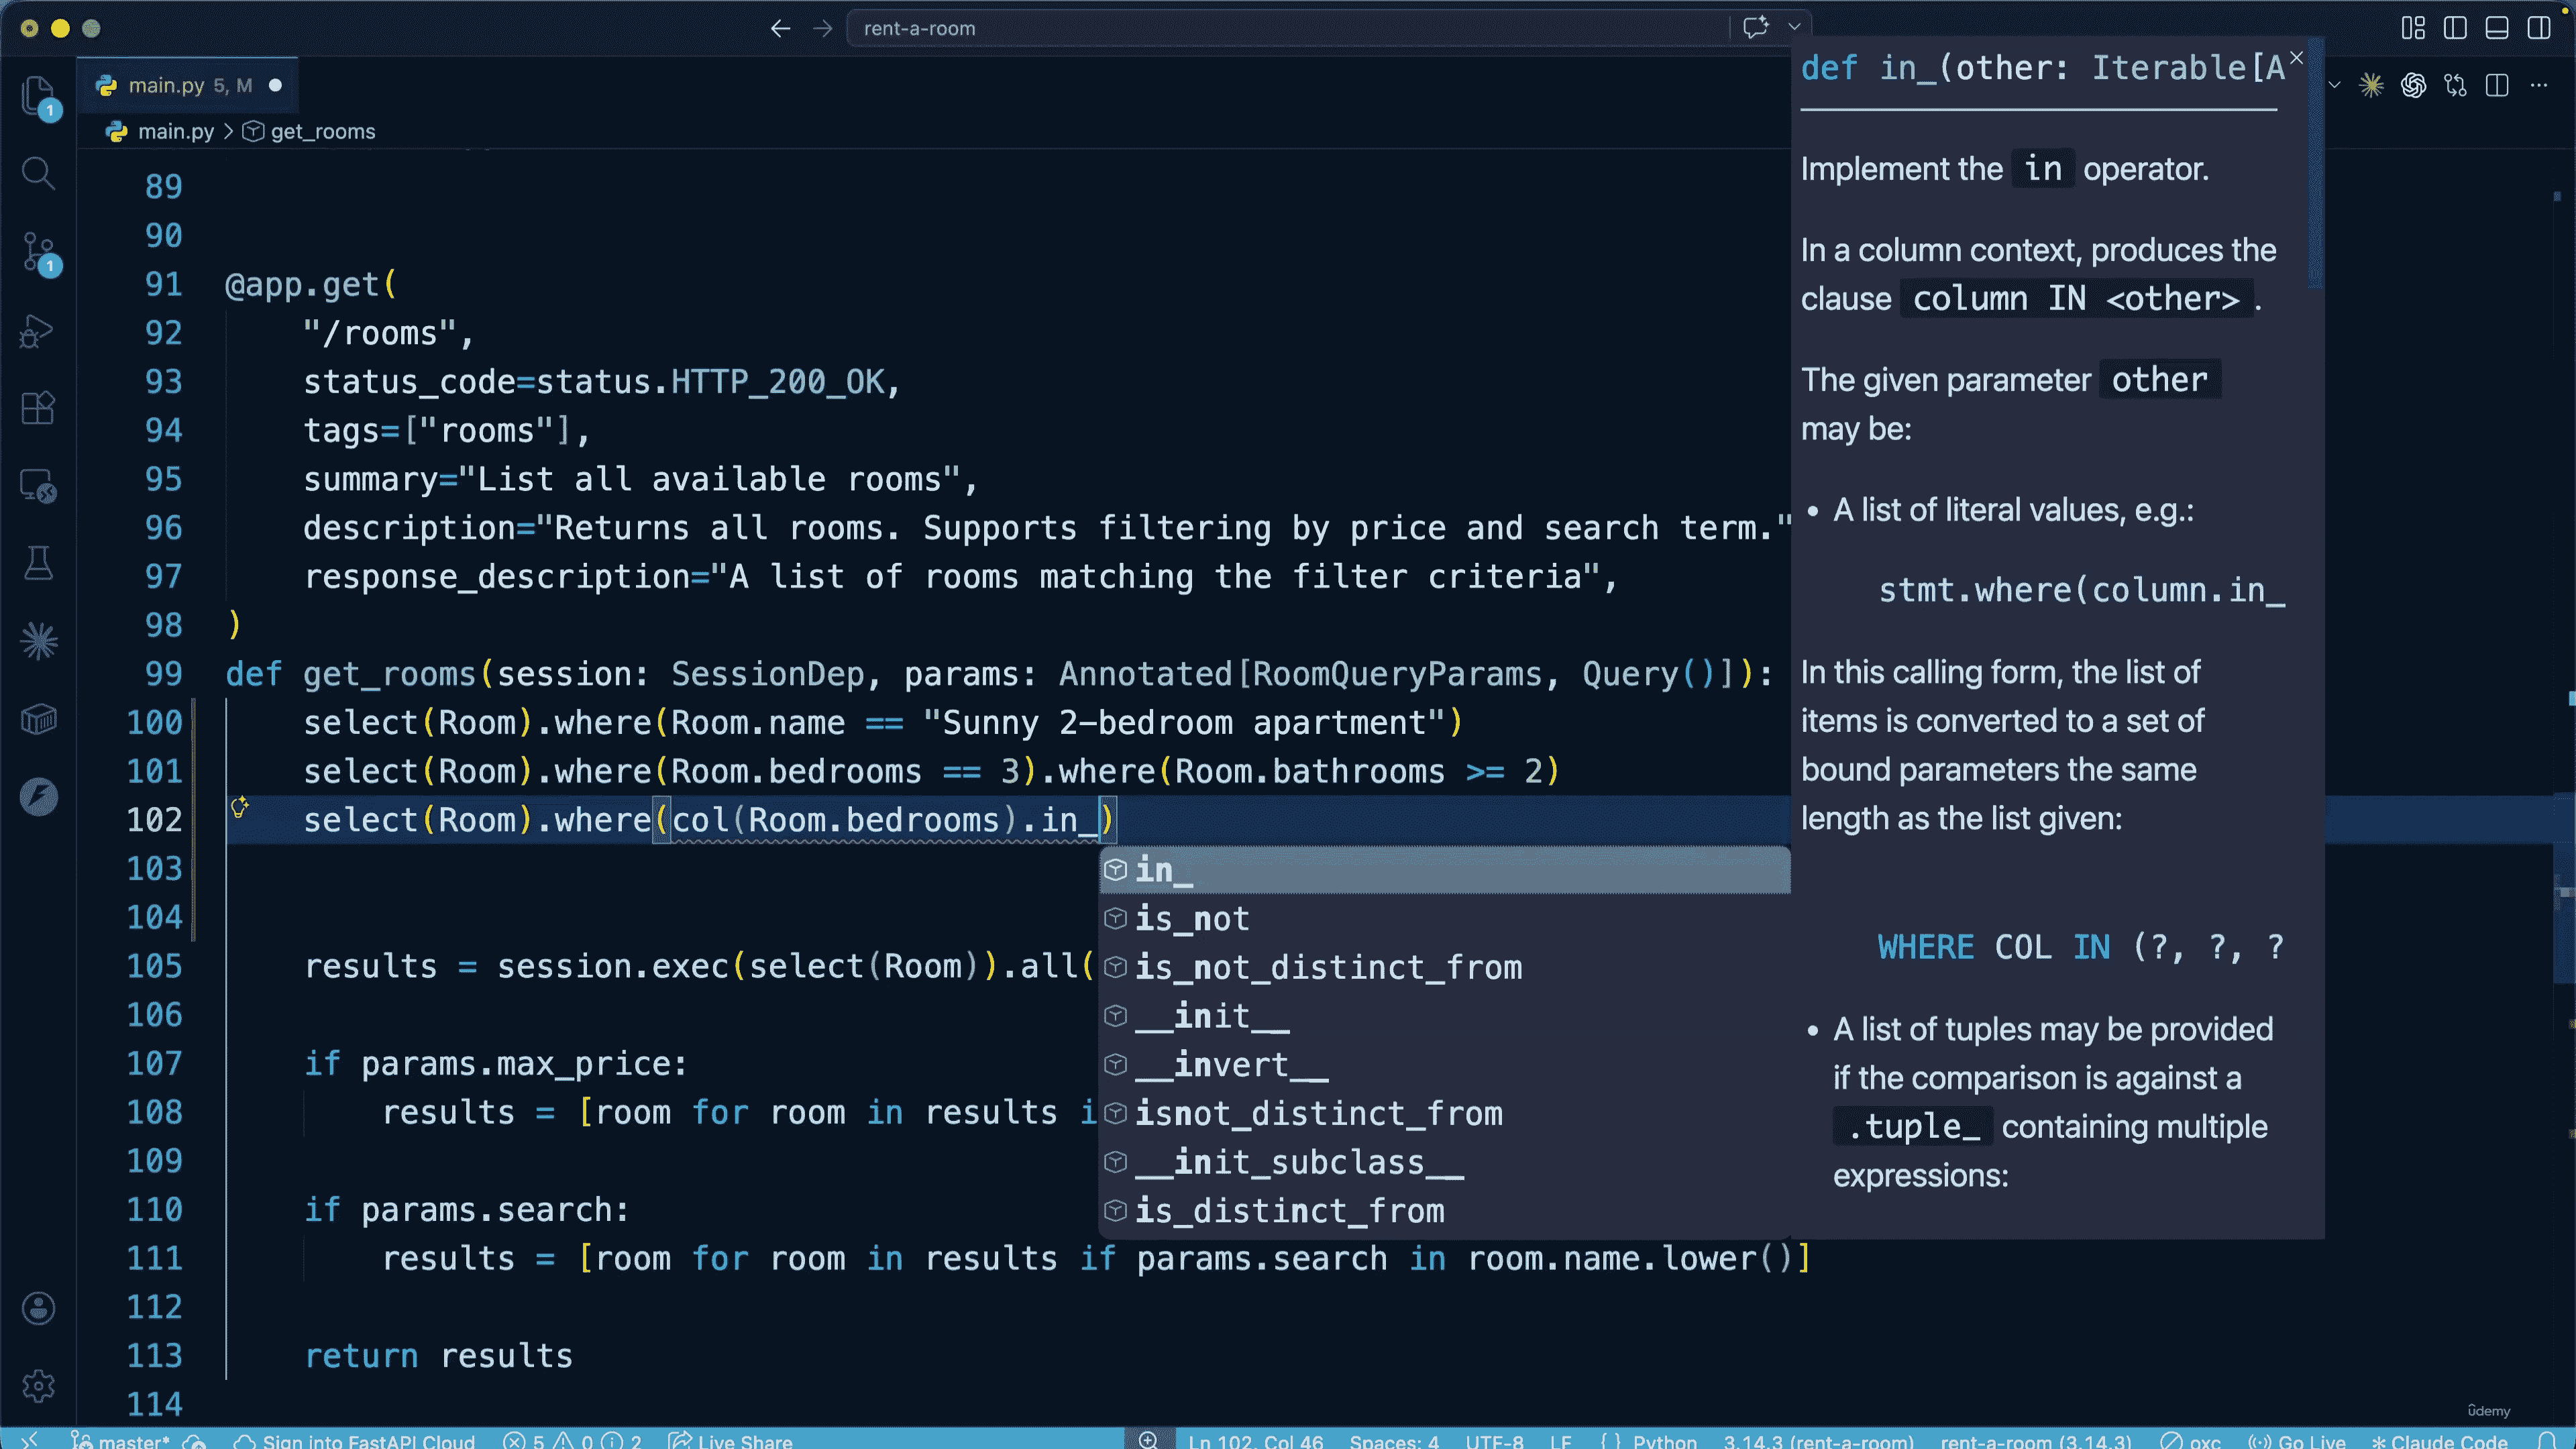 rent-a-room
main.py 5, M
main.py > get_rooms
1
1
89
90
91 @app.get(
92 "/rooms",
93 status_code=status.HTTP_200_OK,
94 tags=["rooms"],
95 summary="List all available rooms",
96 description="Returns all rooms. Supports filtering by price and search term."
97 response_description="A list of rooms matching the filter criteria",
98 )
99 def get_rooms(session: SessionDep, params: Annotated[RoomQueryParams, Query()]):
100 select(Room).where(Room.name == "Sunny 2-bedroom apartment")
101 select(Room).where(Room.bedrooms == 3).where(Room.bathrooms >= 2)
102 select(Room).where(col(Room.bedrooms).in_)
103
104
105 results = session.exec(select(Room)).all(
106
107 if params.max_price:
108 results = [room for room in results i
109
110 if params.search:
111 results = [room for room in results if params.search in room.name.lower()]
112
113 return results
114
in_
is_not
is_not_distinct_from
__init__
__invert__
isnot_distinct_from
__init_subclass__
is_distinct_from
def in_(other: Iterable[A
Implement the in operator.
In a column context, produces the
clause column IN <other> .
The given parameter other
may be:
• A list of literal values, e.g.:
stmt.where(column.in_
In this calling form, the list of
items is converted to a set of
bound parameters the same
length as the list given:
WHERE COL IN (?, ?, ?
• A list of tuples may be provided
if the comparison is against a
.tuple_ containing multiple
expressions:
ûdemy
master* Sign into FastAPI Cloud 5 0 2 Live Share Ln 102, Col 46 Spaces: 4 UTF-8 LF { } Python 3.14.3 (rent-a-room) rent-a-room (3.14.3) oxc Go Live Claude Code